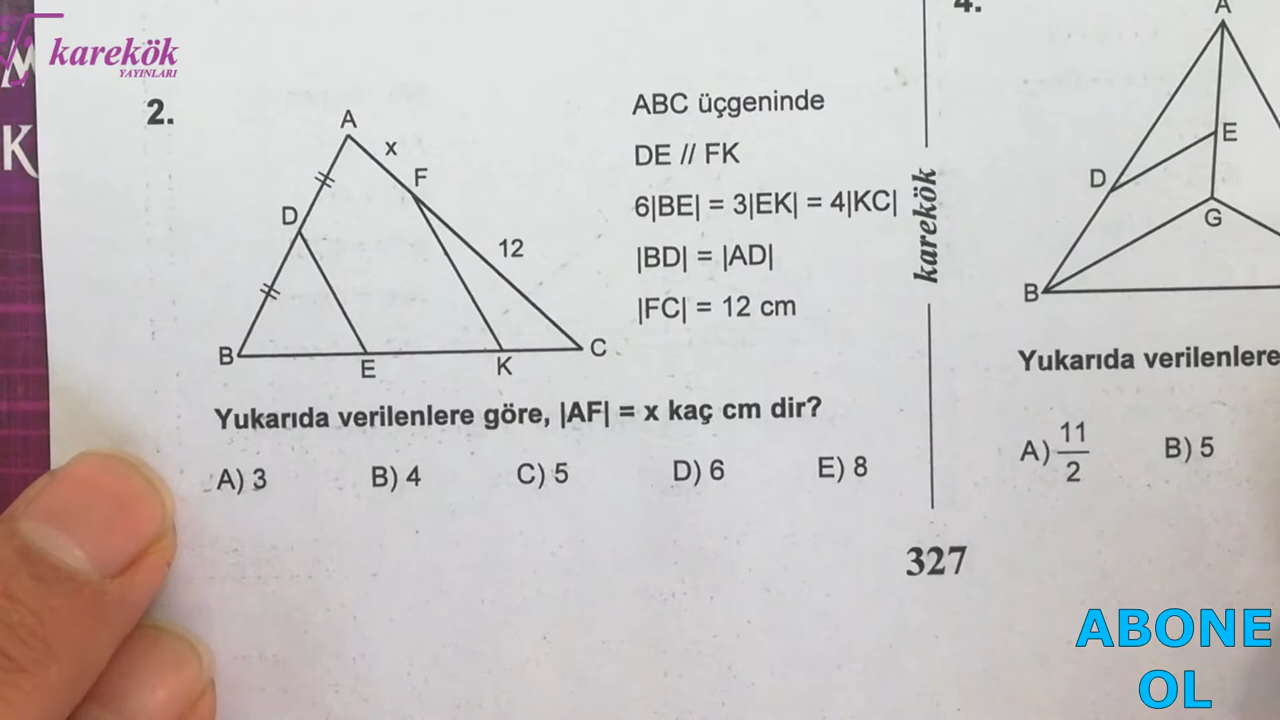 karekök
YAYINLARI
K
2.
A
x
F
D
12
B
E
K
C
ABC üçgeninde
DE // FK
6|BE| = 3|EK| = 4|KC|
|BD| = |AD|
|FC| = 12 cm
Yukarıda verilenlere göre, |AF| = x kaç cm dir?
A) 3 B) 4 C) 5 D) 6 E) 8
karekök
327
4.
A
E
D
G
B
Yukarıda verilenlere
A) 11/2 B) 5
ABONE
OL